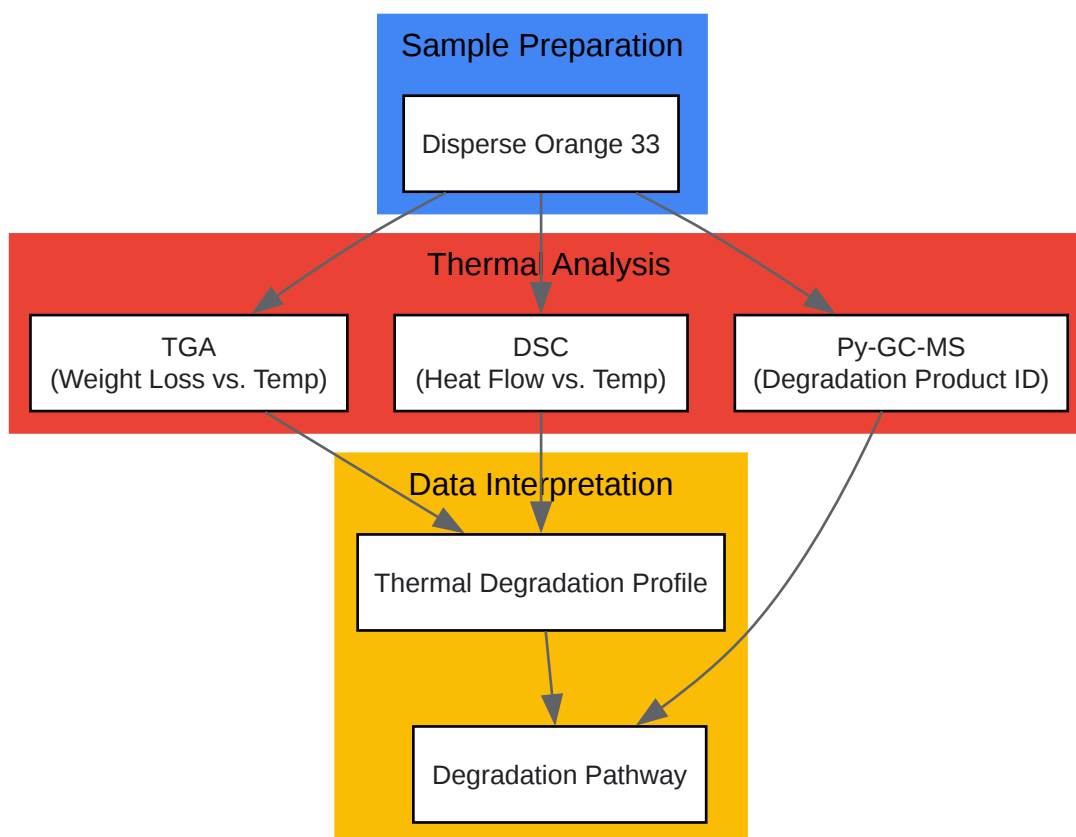 Sample Preparation
Disperse Orange 33
Thermal Analysis
TGA
(Weight Loss vs. Temp)
DSC
(Heat Flow vs. Temp)
Py-GC-MS
(Degradation Product ID)
Data Interpretation
Thermal Degradation Profile
Degradation Pathway